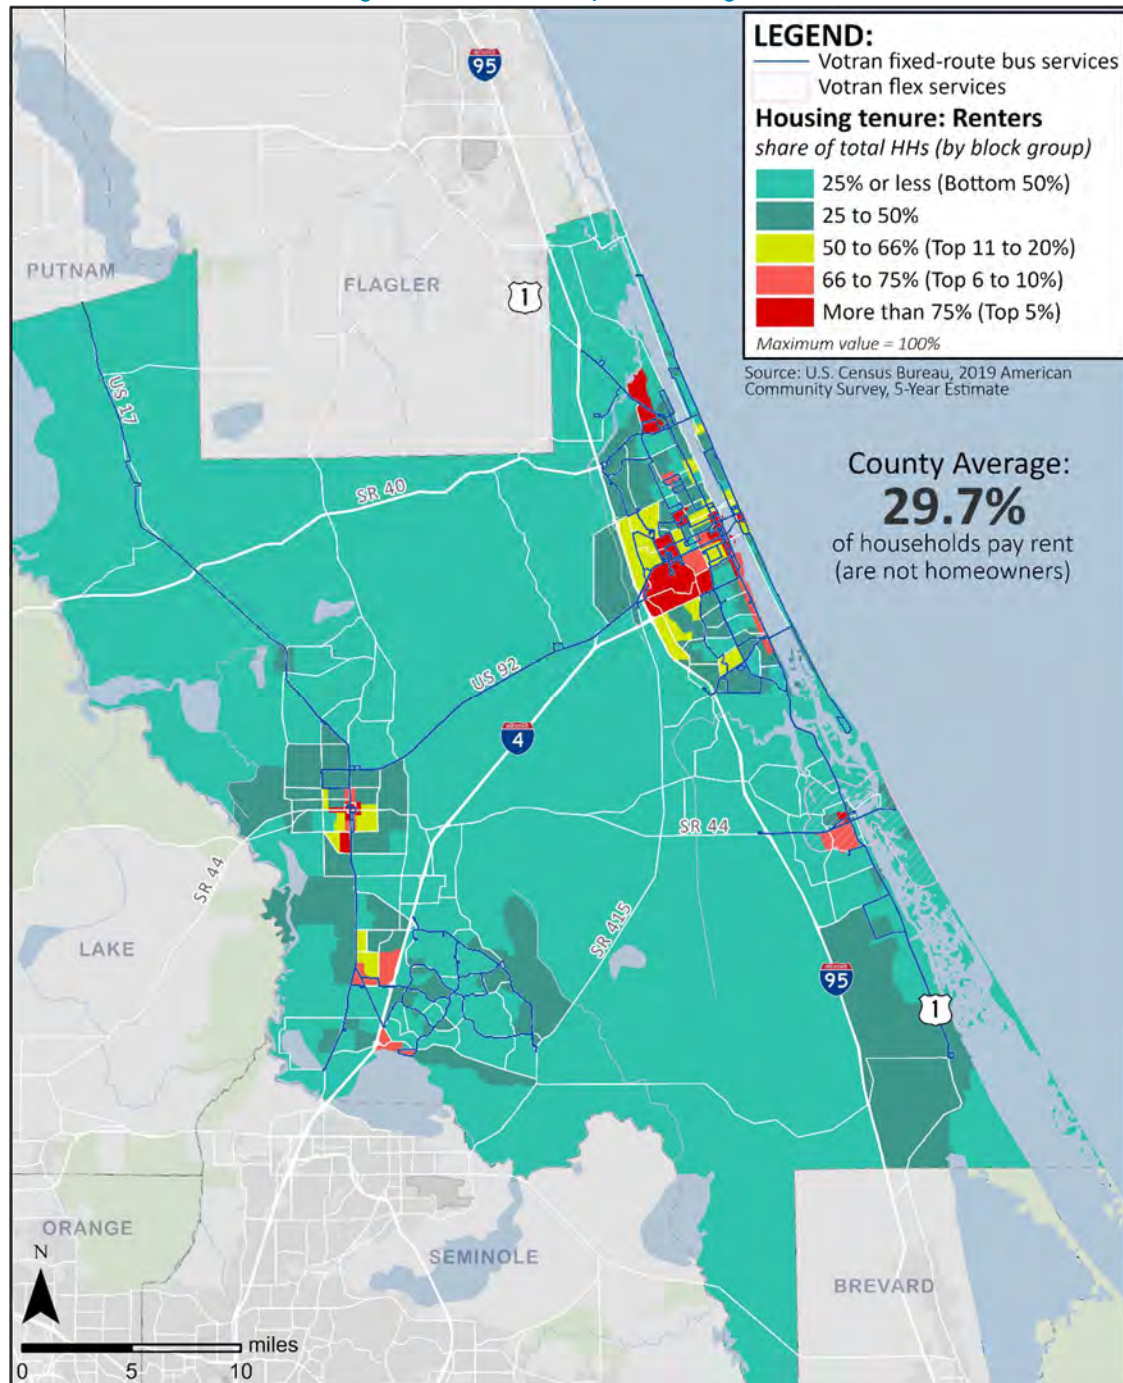 LEGEND:
Votran fixed-route bus services
Votran flex services
Housing tenure: Renters
share of total HHs (by block group)
25% or less (Bottom 50%)
25 to 50%
50 to 66% (Top 11 to 20%)
66 to 75% (Top 6 to 10%)
More than 75% (Top 5%)
Maximum value = 100%
Source: U.S. Census Bureau, 2019 American
Community Survey, 5-Year Estimate
County Average:
29.7%
of households pay rent
(are not homeowners)
95
PUTNAM
FLAGLER
1
US 17
SR 40
US 92
4
SR 44
SR 44
SR 415
LAKE
95
1
ORANGE
SEMINOLE
BREVARD
N
miles
0 5 10